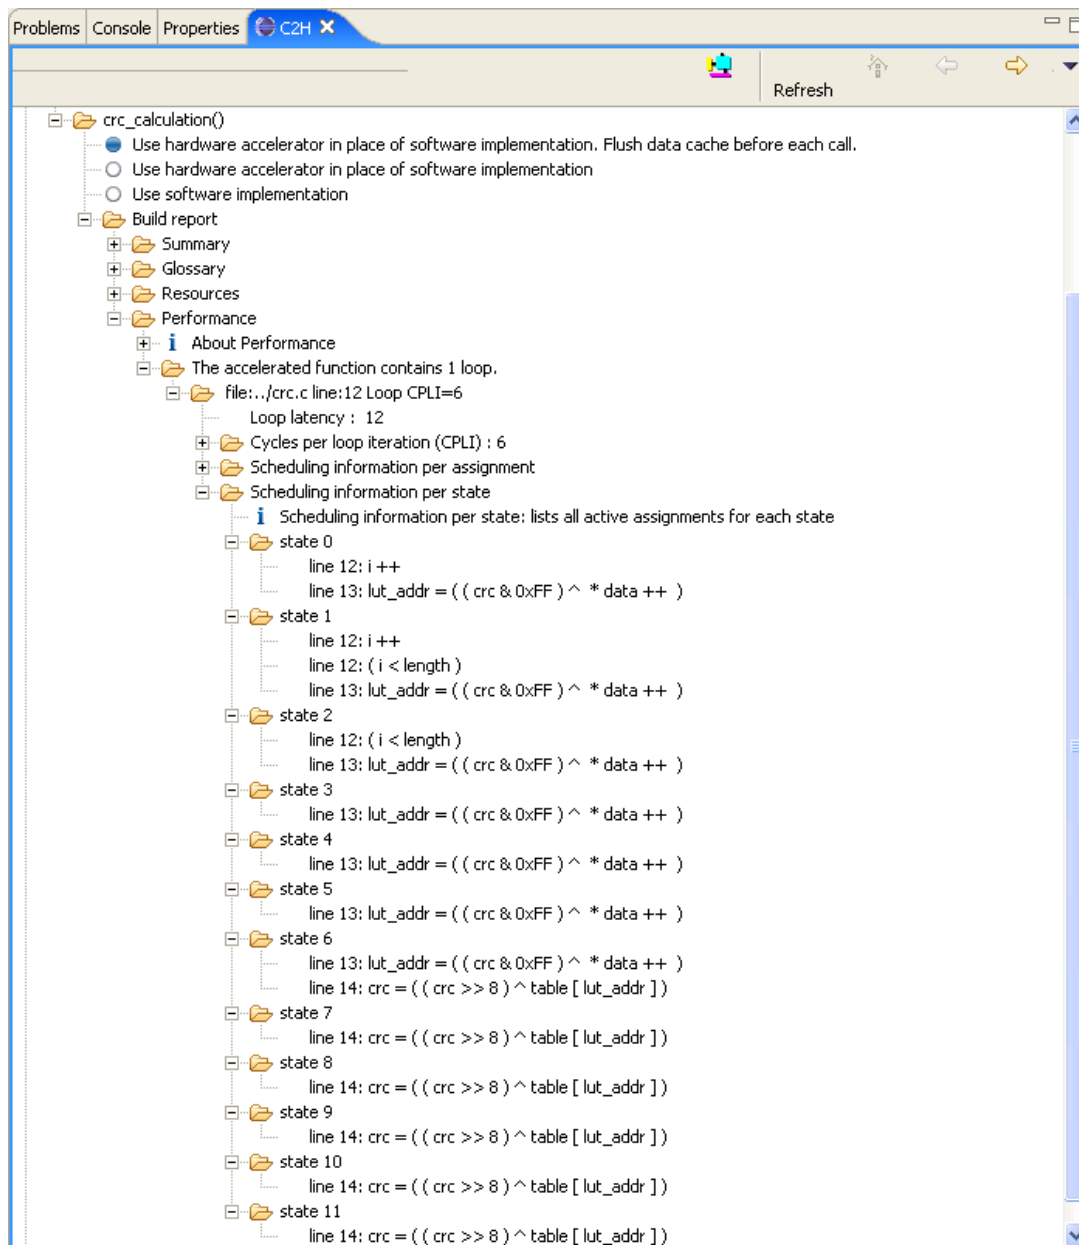 Problems Console Properties C2H
Refresh
crc_calculation()
Use hardware accelerator in place of software implementation. Flush data cache before each call.
Use hardware accelerator in place of software implementation
Use software implementation
Build report
Summary
Glossary
Resources
Performance
About Performance
The accelerated function contains 1 loop.
file:../crc.c line:12 Loop CPLI=6
Loop latency : 12
Cycles per loop iteration (CPLI) : 6
Scheduling information per assignment
Scheduling information per state
Scheduling information per state: lists all active assignments for each state
state 0
line 12: i ++
line 13: lut_addr = ( ( crc & 0xFF ) ^ * data ++ )
state 1
line 12: i ++
line 12: ( i < length )
line 13: lut_addr = ( ( crc & 0xFF ) ^ * data ++ )
state 2
line 12: ( i < length )
line 13: lut_addr = ( ( crc & 0xFF ) ^ * data ++ )
state 3
line 13: lut_addr = ( ( crc & 0xFF ) ^ * data ++ )
state 4
line 13: lut_addr = ( ( crc & 0xFF ) ^ * data ++ )
state 5
line 13: lut_addr = ( ( crc & 0xFF ) ^ * data ++ )
state 6
line 13: lut_addr = ( ( crc & 0xFF ) ^ * data ++ )
line 14: crc = ( ( crc >> 8 ) ^ table [ lut_addr ] )
state 7
line 14: crc = ( ( crc >> 8 ) ^ table [ lut_addr ] )
state 8
line 14: crc = ( ( crc >> 8 ) ^ table [ lut_addr ] )
state 9
line 14: crc = ( ( crc >> 8 ) ^ table [ lut_addr ] )
state 10
line 14: crc = ( ( crc >> 8 ) ^ table [ lut_addr ] )
state 11
line 14: crc = ( ( crc >> 8 ) ^ table [ lut_addr ] )